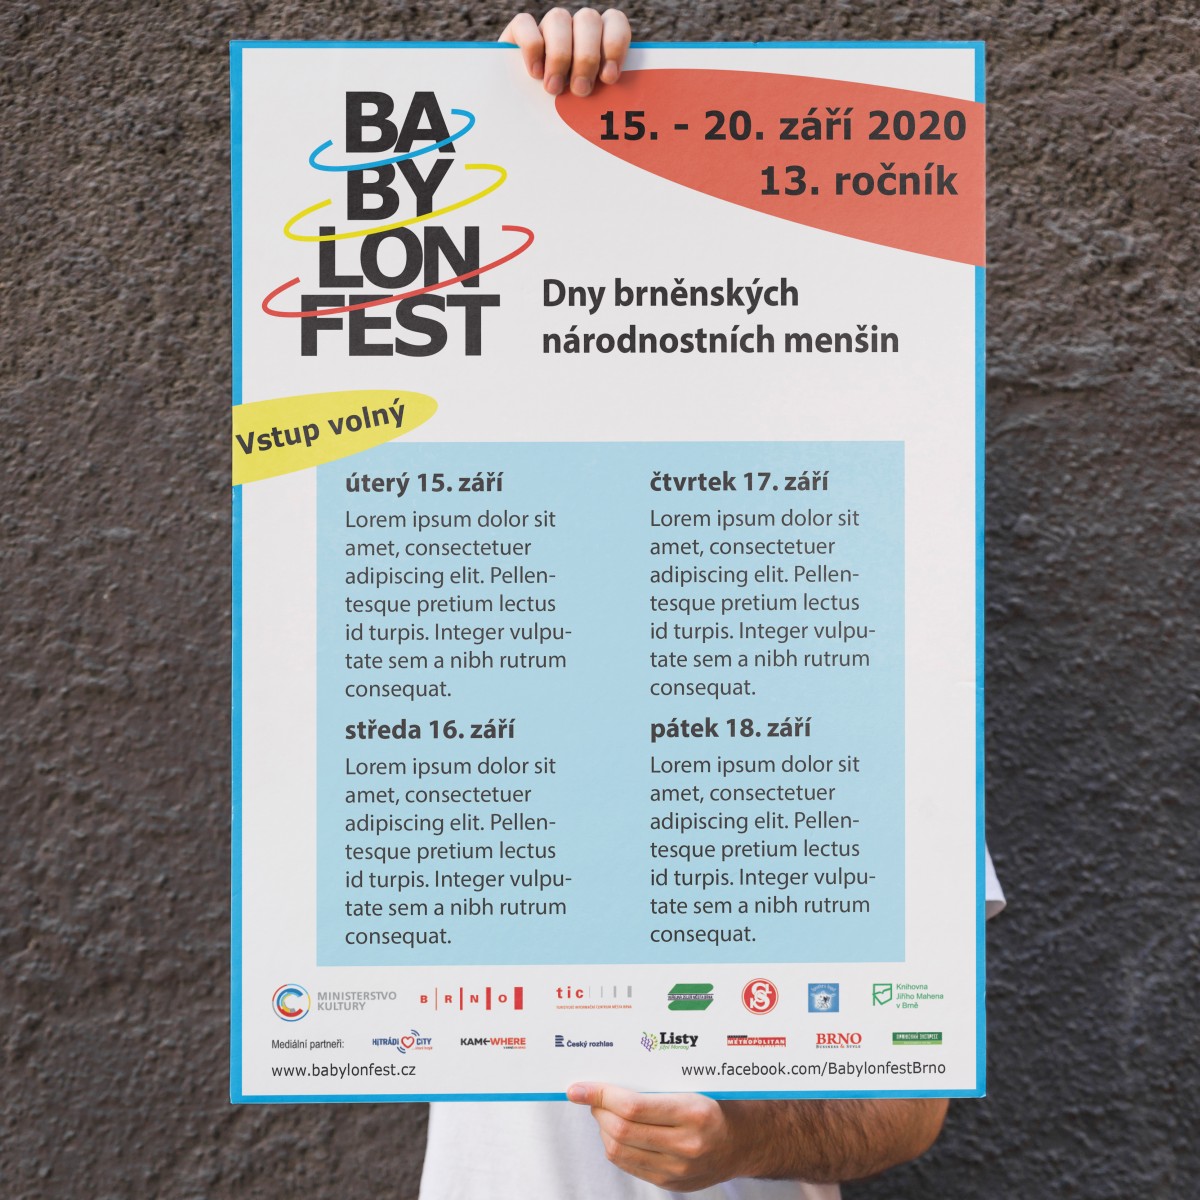 BA
BY
LON
FEST
15. - 20. září 2020
13. ročník
Dny brněnských
národnostních menšin
Vstup volný
úterý 15. září
Lorem ipsum dolor sit
amet, consectetuer
adipiscing elit. Pellen-
tesque pretium lectus
id turpis. Integer vulpu-
tate sem a nibh rutrum
consequat.
středa 16. září
Lorem ipsum dolor sit
amet, consectetuer
adipiscing elit. Pellen-
tesque pretium lectus
id turpis. Integer vulpu-
tate sem a nibh rutrum
consequat.
čtvrtek 17. září
Lorem ipsum dolor sit
amet, consectetuer
adipiscing elit. Pellen-
tesque pretium lectus
id turpis. Integer vulpu-
tate sem a nibh rutrum
consequat.
pátek 18. září
Lorem ipsum dolor sit
amet, consectetuer
adipiscing elit. Pellen-
tesque pretium lectus
id turpis. Integer vulpu-
tate sem a nibh rutrum
consequat.
MINISTERSTVO
KULTURY
BRNO
tic
Knihovna
Jiřího Mahena
v Brně
Mediální partneři:
HITRÁDIO CITY
KAM WHERE
Český rozhlas
Listy
METROPOLITAN
BRNO
www.babylonfest.cz
www.facebook.com/BabylonfestBrno